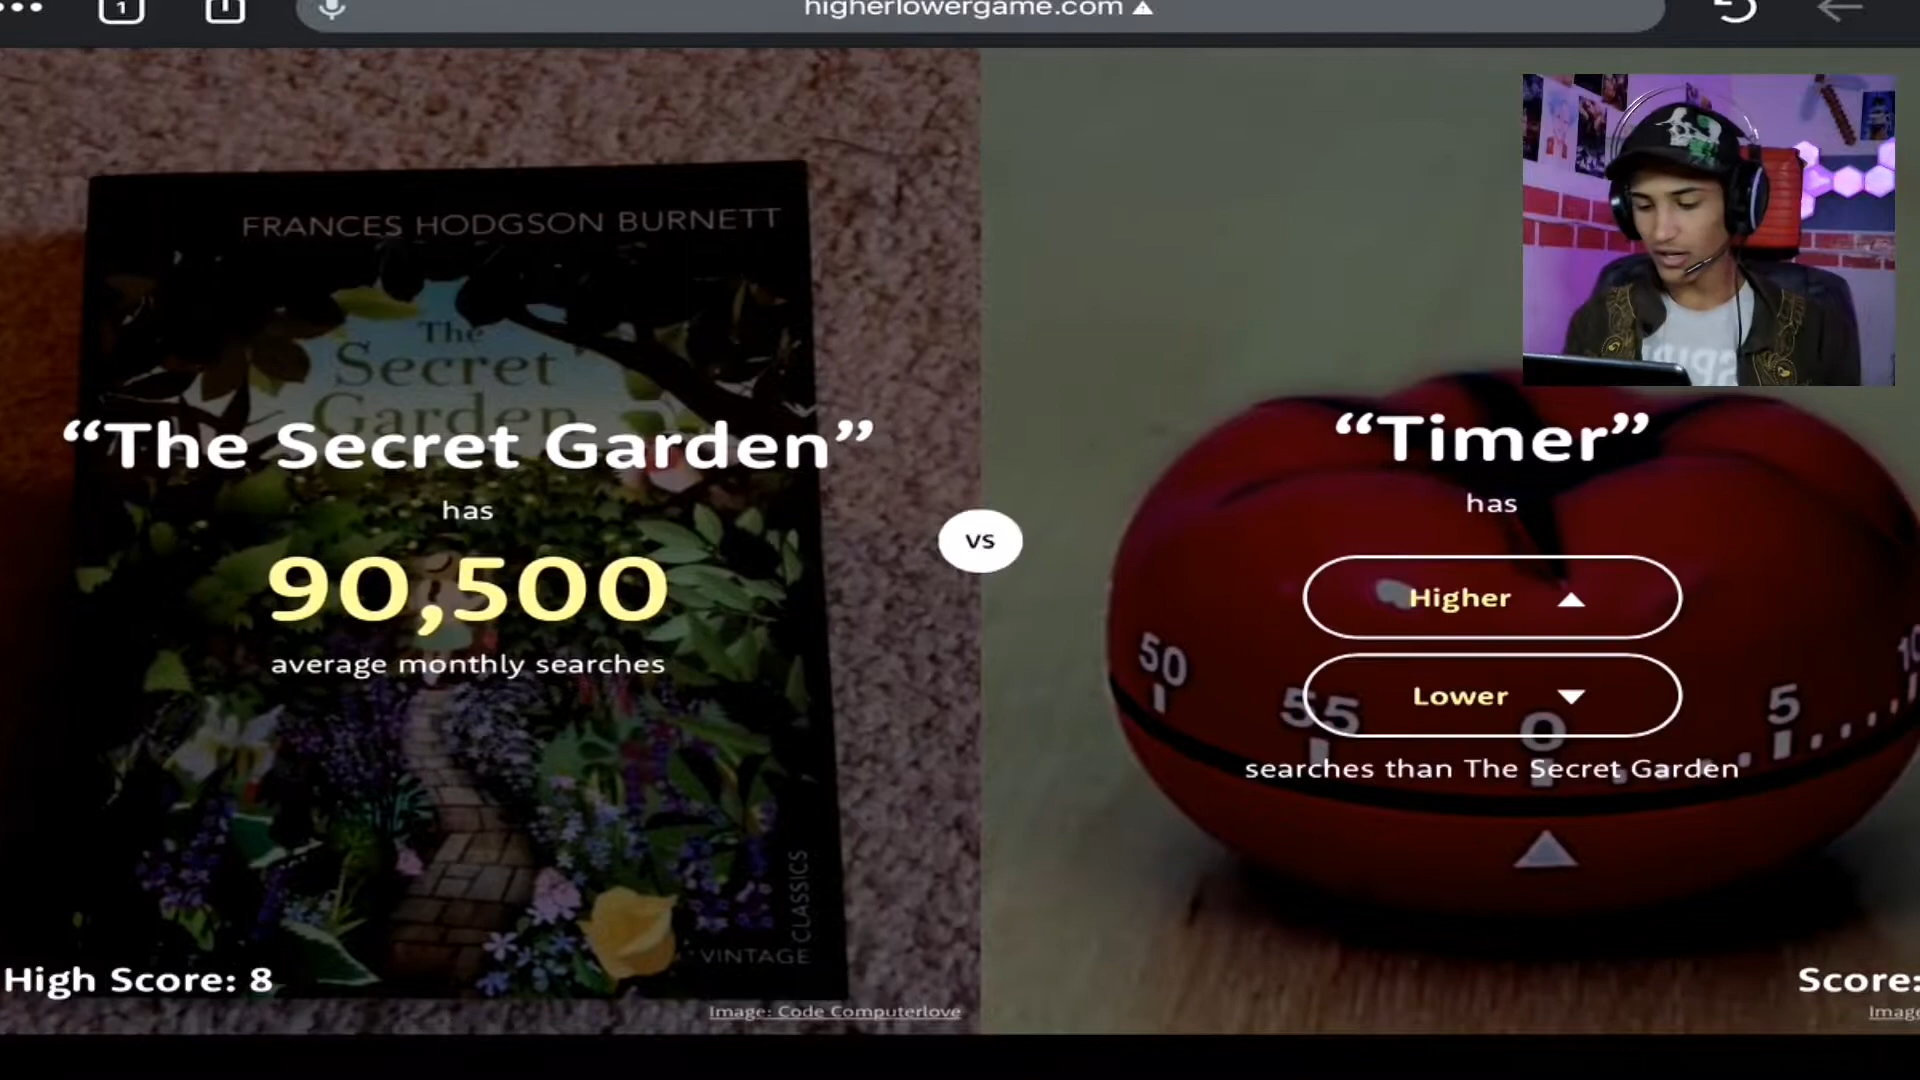 1
higherlowergame.com
FRANCES HODGSON BURNETT
The
Secret
Garden
“The Secret Garden”
has
90,500
average monthly searches
VINTAGE CLASSICS
High Score: 8
Image: Code Computerlove
vs
“Timer”
has
Higher
Lower
searches than The Secret Garden
50
55
0
5
10
Score: